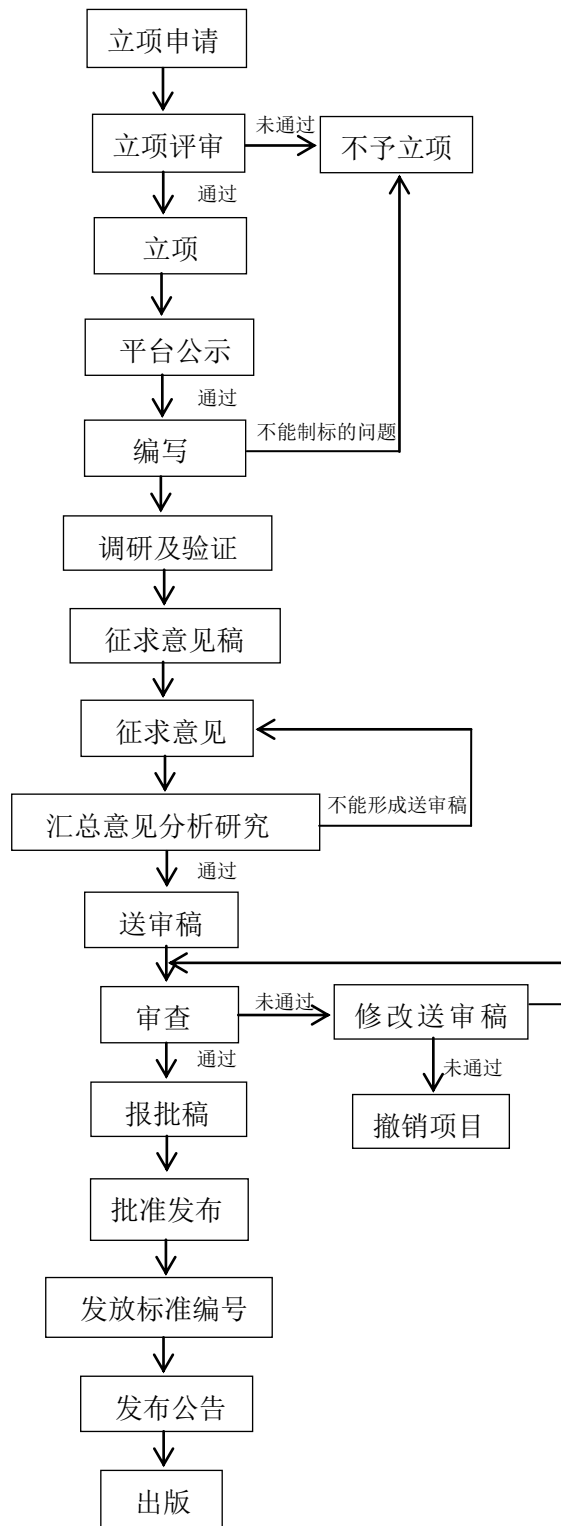 立项申请
立项评审
未通过
不予立项
通过
立项
平台公示
通过
编写
不能制标的问题
调研及验证
征求意见稿
征求意见
汇总意见分析研究
不能形成送审稿
通过
送审稿
审查
未通过
修改送审稿
通过
未通过
报批稿
撤销项目
批准发布
发放标准编号
发布公告
出版